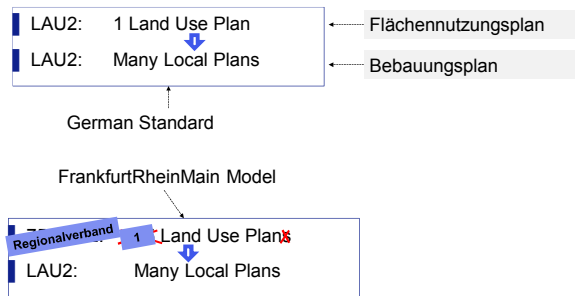 LAU2: 1 Land Use Plan
Flächennutzungsplan
LAU2: Many Local Plans
Bebauungsplan
German Standard
FrankfurtRheinMain Model
Regionalverband 1 Land Use Plans
LAU2: Many Local Plans